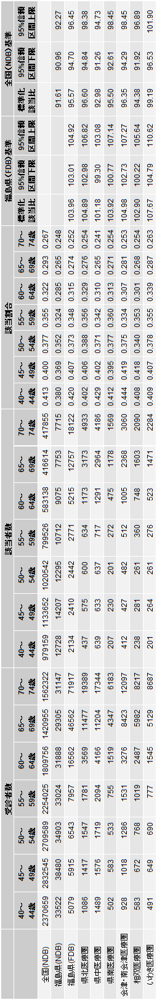 受診者数 該当者数 該当割合 福島県(FDB)基準 全国(NDB)基準
40～44歳 45～49歳 50～54歳 55～59歳 60～64歳 65～69歳 70～74歳 40～44歳 45～49歳 50～54歳 55～59歳 60～64歳 65～69歳 70～74歳 40～44歳 45～49歳 50～54歳 55～59歳 60～64歳 65～69歳 70～74歳 標準化該当比 95%信頼区間下限 95%信頼区間上限 標準化該当比 95%信頼区間下限 95%信頼区間上限
全国(NDB) 2370659 2832545 2709589 2254025 1809756 1420955 1562322 979159 1133652 1020542 799526 583138 416614 417855 0.413 0.400 0.377 0.355 0.322 0.293 0.267
福島県(NDB) 33522 38480 34903 33024 31888 29305 31147 12728 14207 12295 10712 9075 7753 7715 0.380 0.369 0.352 0.324 0.285 0.265 0.248 91.61 90.96 92.27
福島県(FDB) 5079 5915 6543 7957 16562 46562 71917 2134 2410 2442 2771 5215 12757 18122 0.420 0.407 0.373 0.348 0.315 0.274 0.252 103.96 103.01 104.92 95.57 94.70 96.45
県北医療圏 1086 1417 1547 1781 3569 11477 19389 437 575 600 634 1173 3173 4933 0.402 0.406 0.388 0.356 0.329 0.276 0.254 104.89 102.98 106.82 96.60 94.84 98.38
県中医療圏 1489 1576 1719 2094 4166 11204 17344 639 633 637 717 1291 2964 4186 0.429 0.402 0.371 0.342 0.310 0.265 0.241 101.18 99.30 103.08 92.98 91.26 94.73
県南医療圏 502 583 533 755 1519 4347 6183 207 230 201 272 475 1178 1569 0.412 0.395 0.377 0.360 0.313 0.271 0.254 103.92 100.77 107.14 95.50 92.61 98.45
会津・南会津医療圏 928 1018 1286 1531 3276 8423 12097 412 427 482 512 1005 2368 3060 0.444 0.419 0.375 0.334 0.307 0.281 0.253 104.98 102.73 107.27 96.35 94.29 98.45
相双医療圏 583 672 768 1019 2487 5982 8217 238 281 261 360 748 1603 2090 0.408 0.418 0.340 0.353 0.301 0.268 0.254 102.90 100.22 105.64 94.38 91.92 96.89
いわき医療圏 491 649 690 777 1545 5129 8687 201 264 261 276 523 1471 2284 0.409 0.407 0.378 0.355 0.339 0.287 0.263 107.67 104.79 110.62 99.19 96.53 101.90